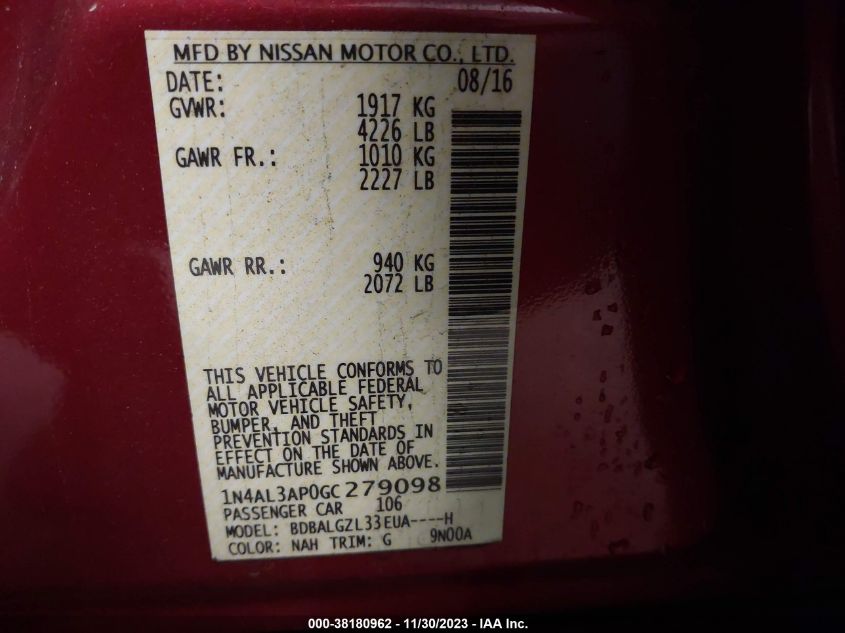 MFD BY NISSAN MOTOR CO., LTD.
DATE: 08/16
GVWR: 1917 KG
4226 LB
GAWR FR.: 1010 KG
2227 LB
GAWR RR.: 940 KG
2072 LB
THIS VEHICLE CONFORMS TO
ALL APPLICABLE FEDERAL
MOTOR VEHICLE SAFETY,
BUMPER, AND THEFT
PREVENTION STANDARDS IN
EFFECT ON THE DATE OF
MANUFACTURE SHOWN ABOVE.
1N4AL3AP0GC279098
PASSENGER CAR 106
MODEL: BDBALGZL33EUA----H
COLOR: NAH TRIM: G 9N00A
000-38180962 - 11/30/2023 - IAA Inc.